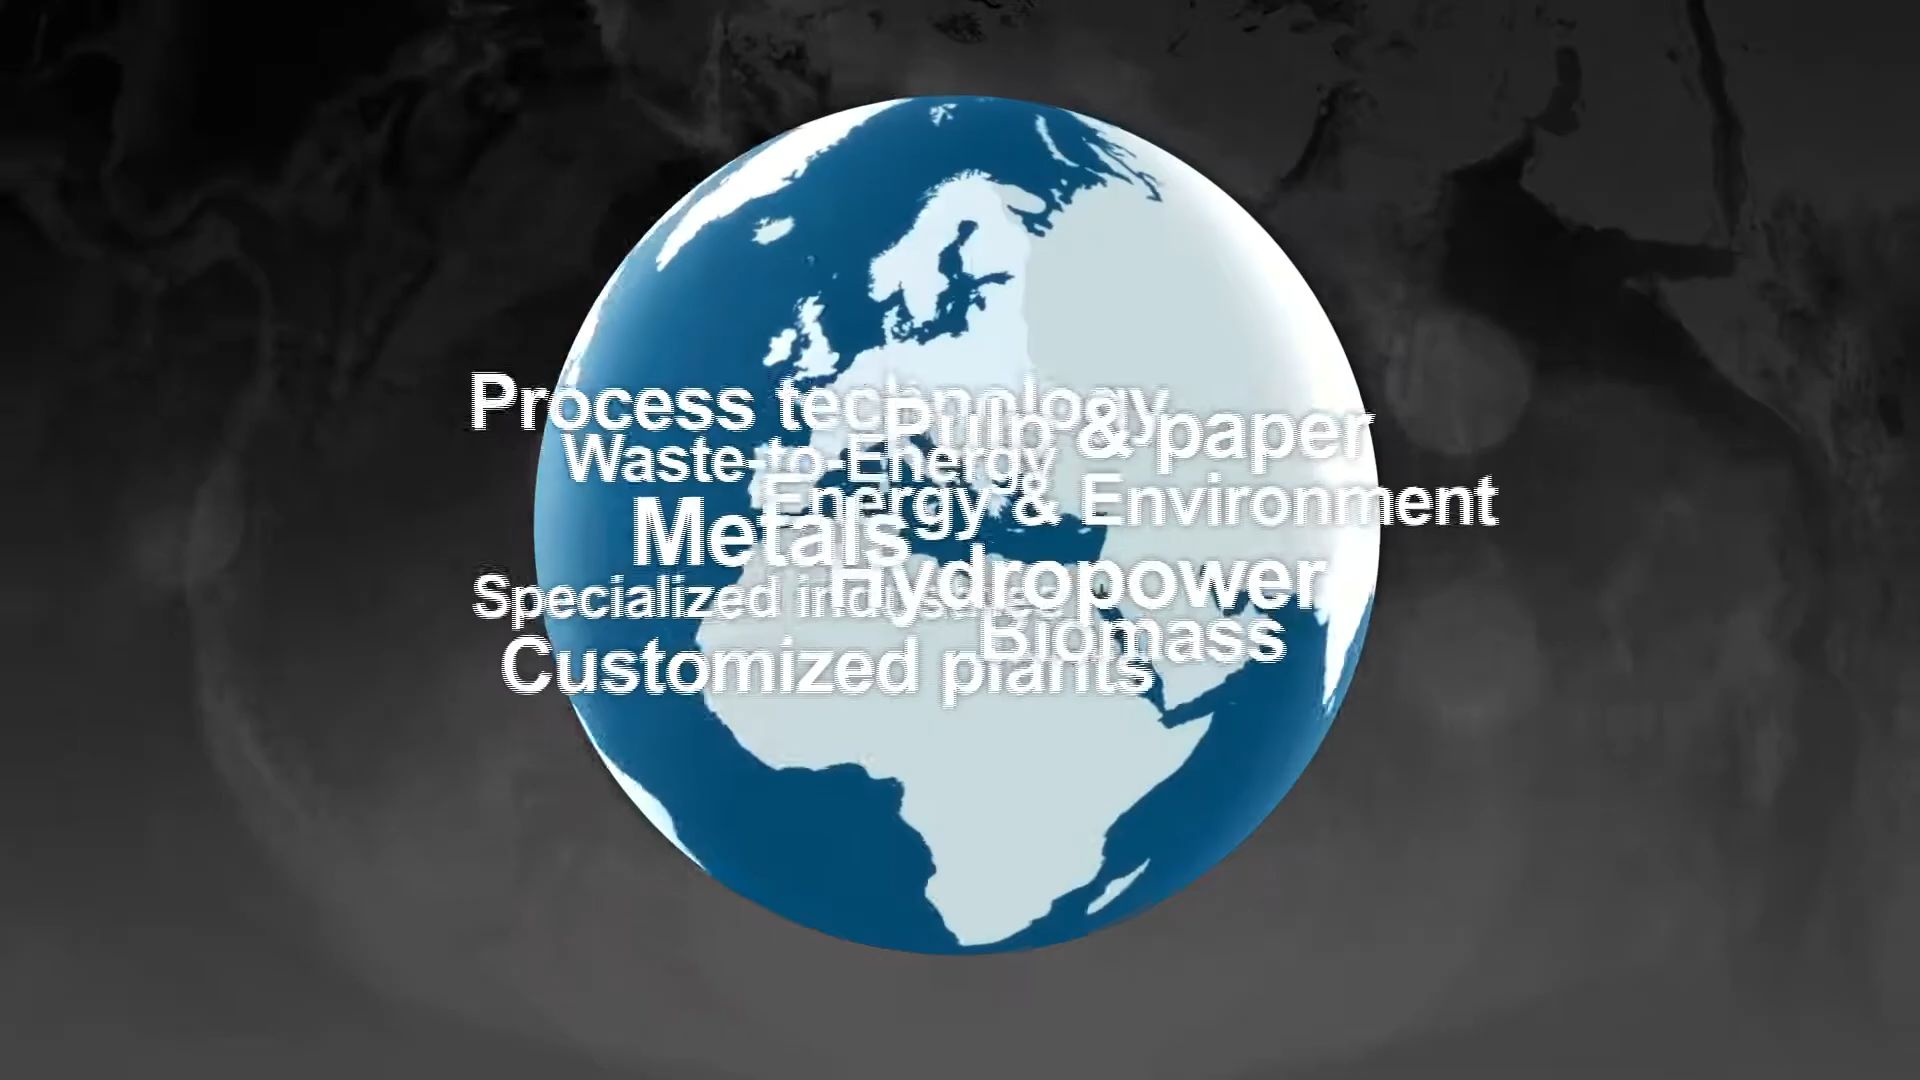 Process technology
Pulp & paper
Waste-to-Energy
Energy & Environment
Metals
Hydropower
Specialized industries
Biomass
Customized plants